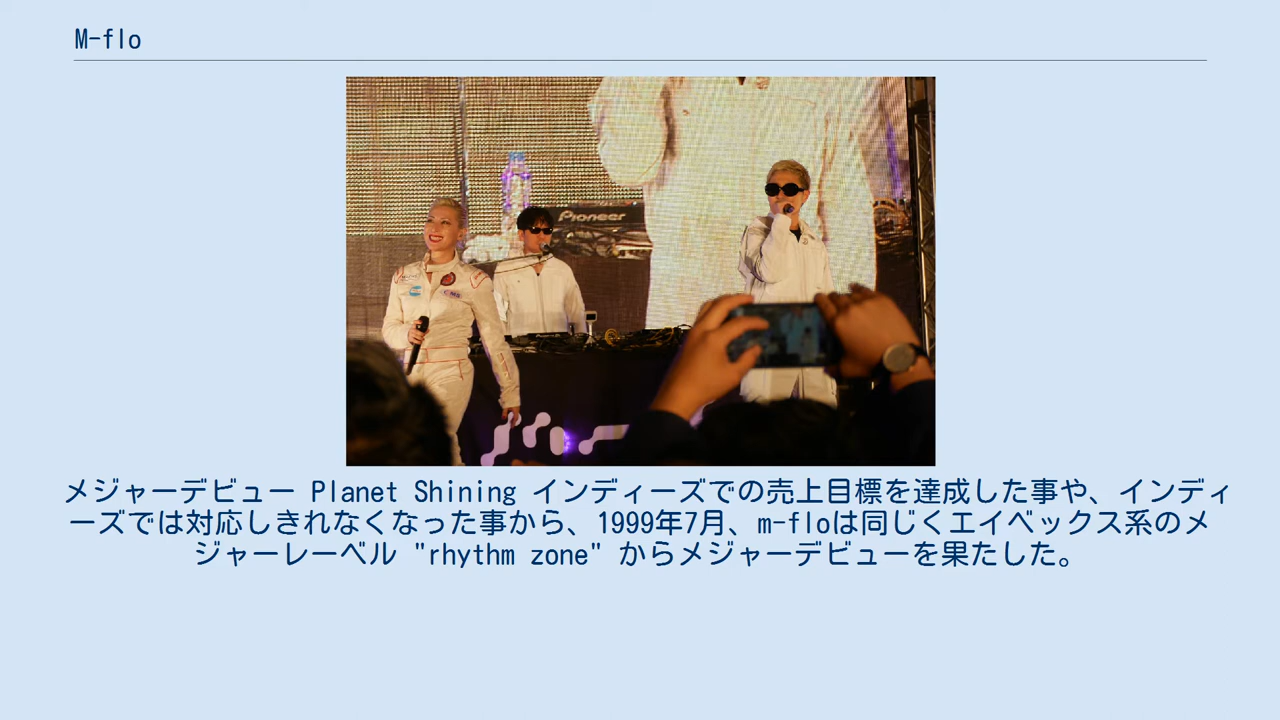 M-flo
Pioneer
メジャーデビュー Planet Shining インディーズでの売上目標を達成した事や、インディ
ーズでは対応しきれなくなった事から、1999年7月、m-floは同じくエイベックス系のメ
ジャーレーベル "rhythm zone" からメジャーデビューを果たした。